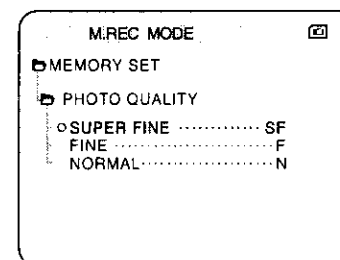 M.REC MODE
MEMORY SET
PHOTO QUALITY
SUPER FINE ············ SF
FINE ························ F
NORMAL ···················· N